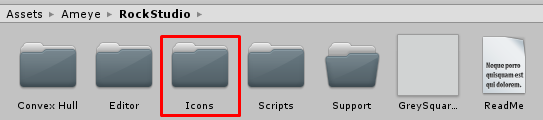 Assets ▸ Ameye ▸ RockStudio ▸
Neque porro
quisquam est
qui dolorem.
Convex Hull Editor Icons Scripts Support GreySquar... ReadMe